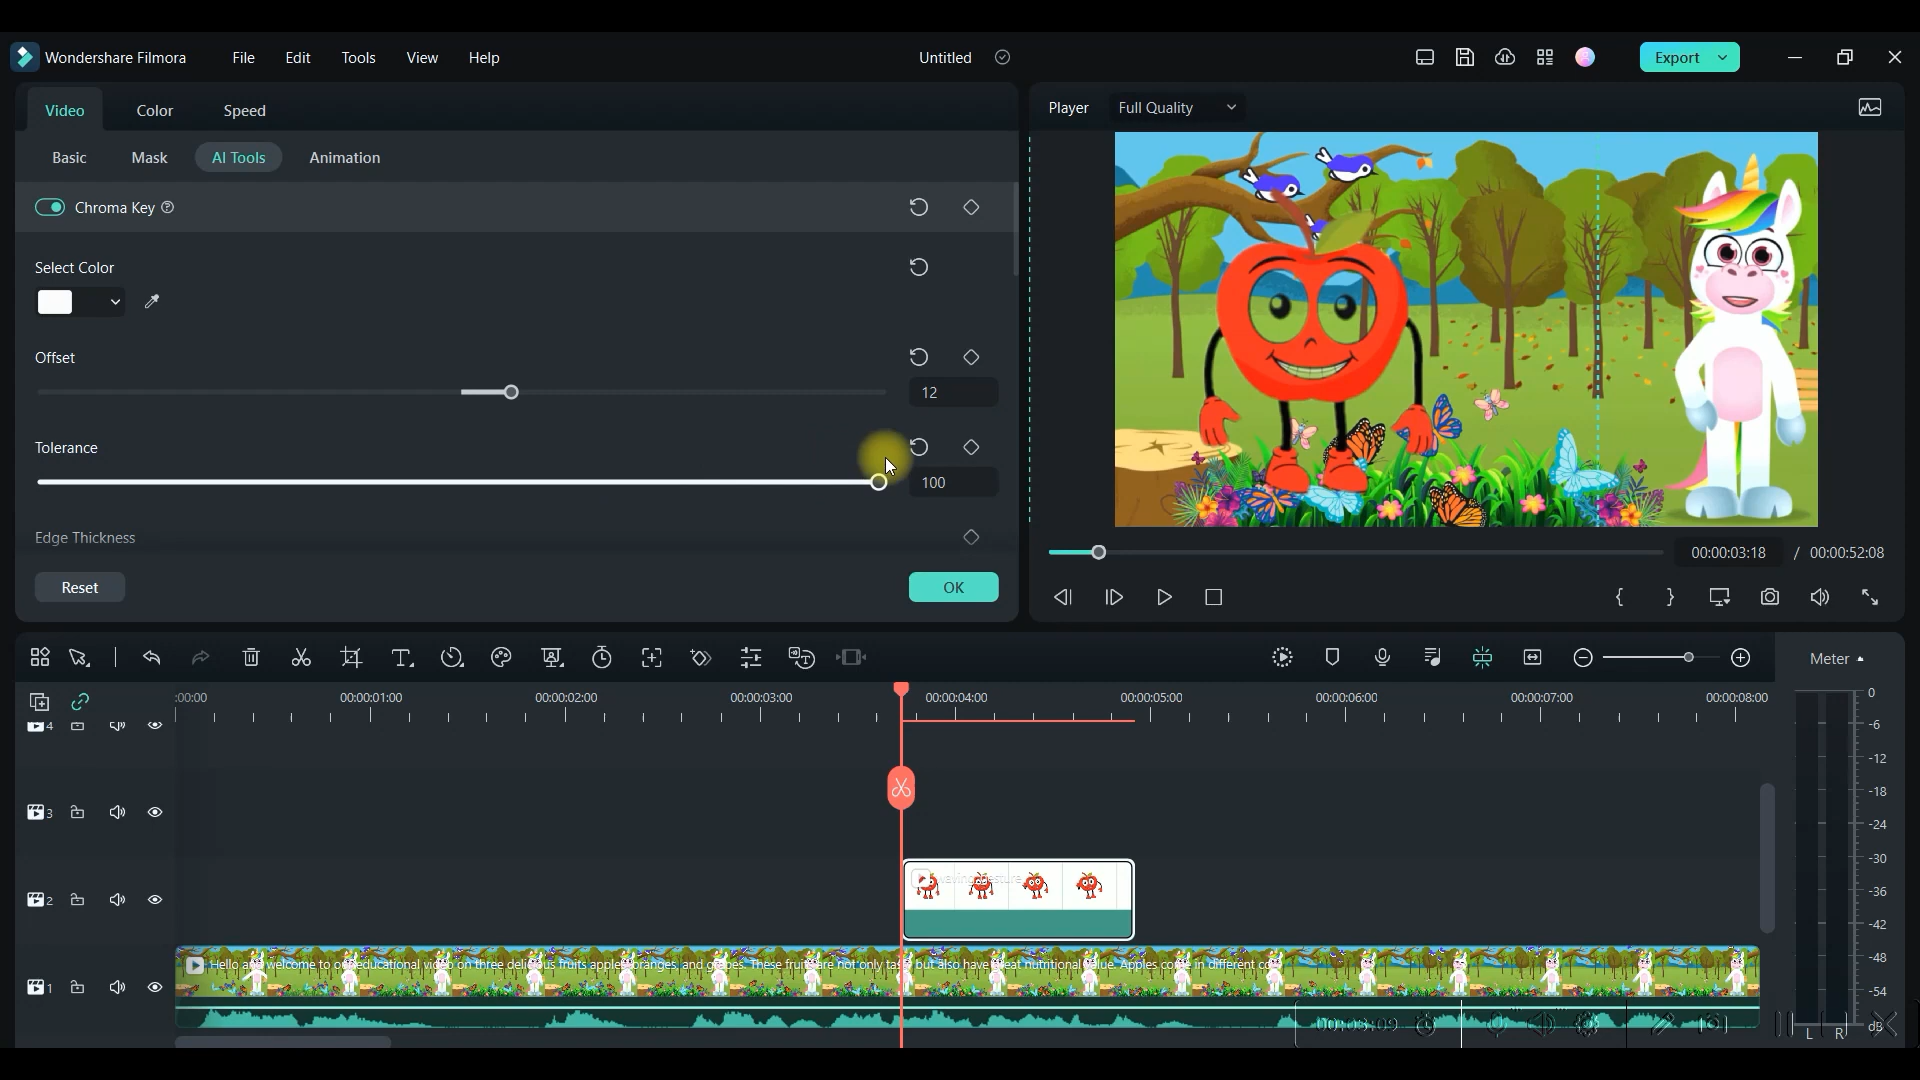 Wondershare Filmora File Edit Tools View Help Untitled Export
Video Color Speed
Player Full Quality
Basic Mask AI Tools Animation
Chroma Key
Select Color
Offset
12
Tolerance
100
Edge Thickness
Reset OK
00:00:03:18 / 00:00:52:08
Meter
:00:00 00:00:01:00 00:00:02:00 00:00:03:00 00:00:04:00 00:00:05:00 00:00:06:00 00:00:07:00 00:00:08:00
0
-6
-12
-18
-24
-30
-36
-42
-48
-54
dB
L R
4
3
2
1
waving gesture
Hello and welcome to our educational video on three delicious fruits apples, oranges, and grapes. These fruits are not only tasty but also have great nutritional value. Apples come in different co
00:03:09